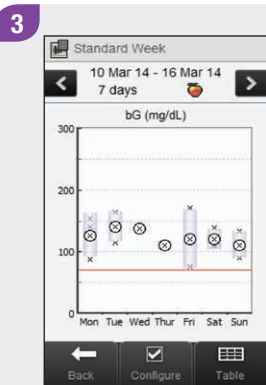 3
Standard Week
10 Mar 14 - 16 Mar 14
7 days
bG (mg/dL)
300
200
100
0
Mon Tue Wed Thur Fri Sat Sun
Back Configure Table